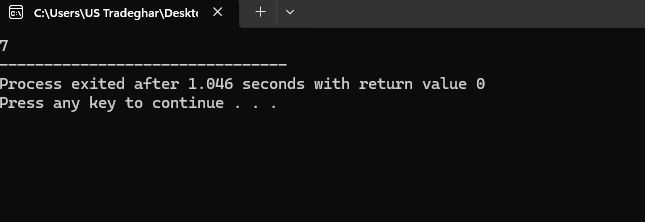 C:\Users\US Tradeghar\Deskto
7
--------------------------------
Process exited after 1.046 seconds with return value 0
Press any key to continue . . .